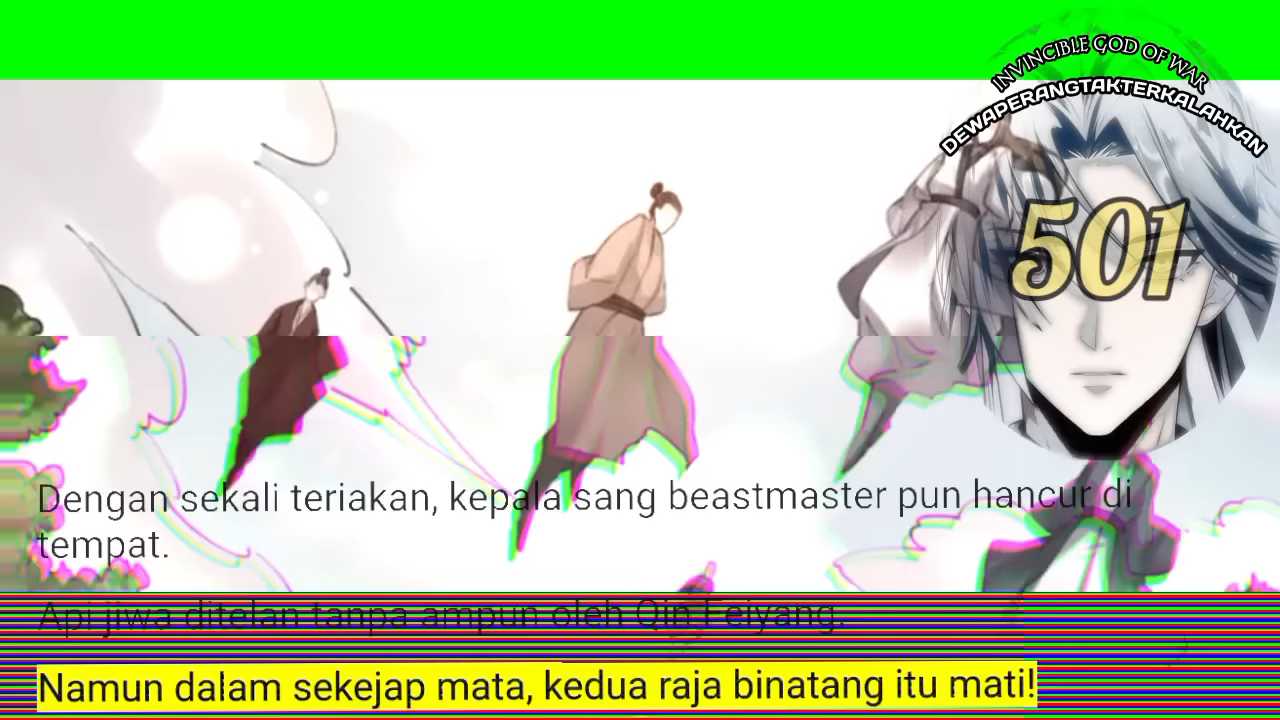 INVINCIBLE GOD OF WAR
DEWAPERANGTAKTERKALAHKAN
501
Dengan sekali teriakan, kepala sang beastmaster pun hancur di
tempat.
Api jiwa ditelan tanpa ampun oleh Qin Feiyang.
Namun dalam sekejap mata, kedua raja binatang itu mati!